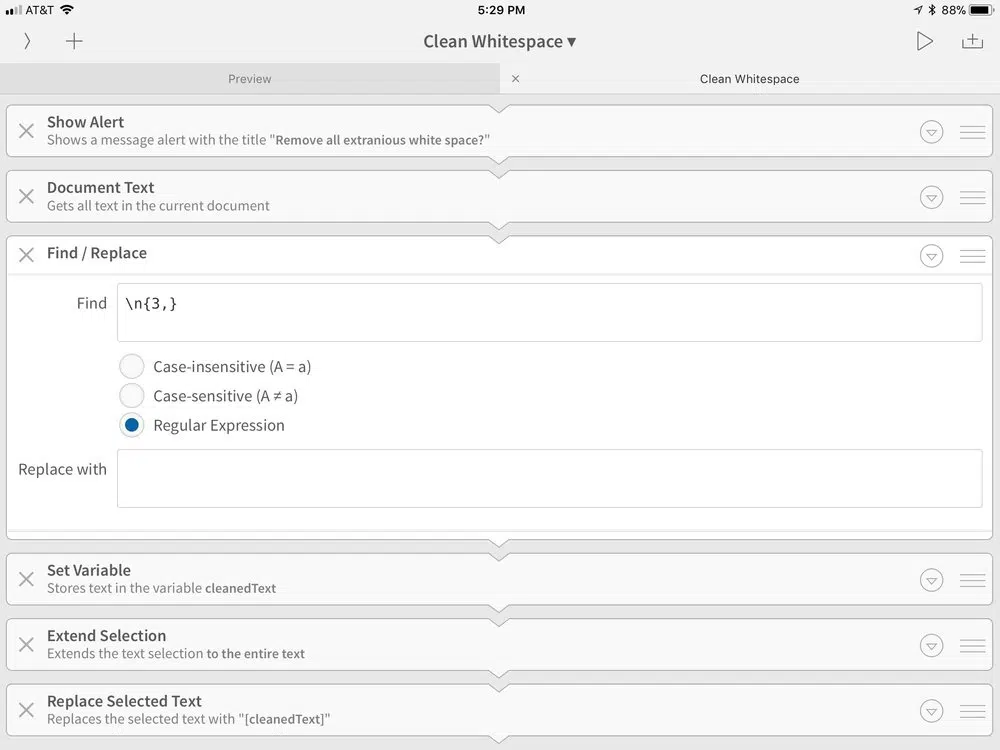 AT&T 5:29 PM 88%
Clean Whitespace ▾
Preview Clean Whitespace
Show Alert
Shows a message alert with the title "Remove all extranious white space?"
Document Text
Gets all text in the current document
Find / Replace
Find \n{3,}
Case-insensitive (A = a)
Case-sensitive (A ≠ a)
Regular Expression
Replace with
Set Variable
Stores text in the variable cleanedText
Extend Selection
Extends the text selection to the entire text
Replace Selected Text
Replaces the selected text with "[cleanedText]"